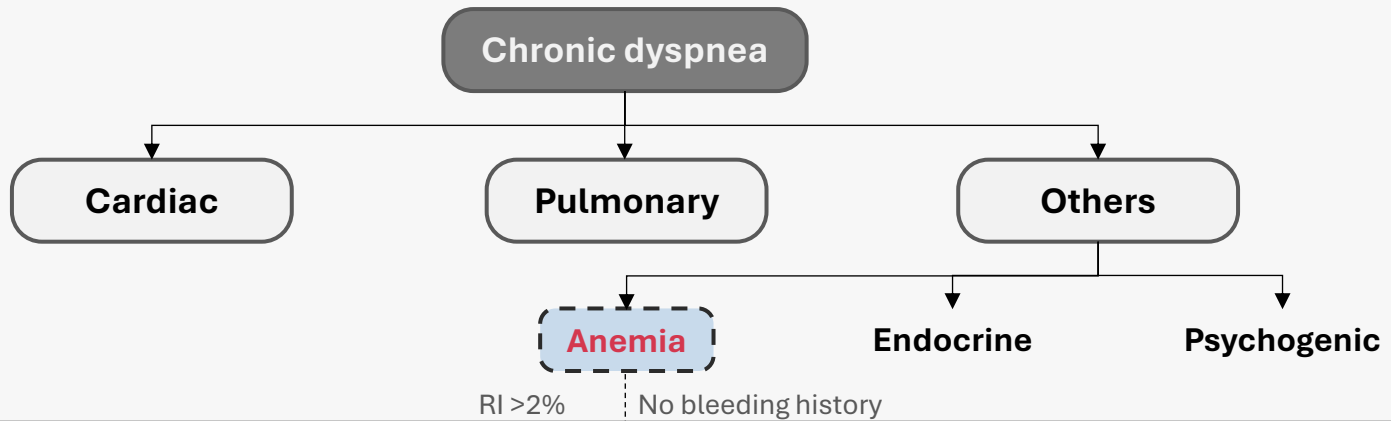 Chronic dyspnea
Cardiac
Pulmonary
Others
Anemia
Endocrine
Psychogenic
RI >2%
No bleeding history